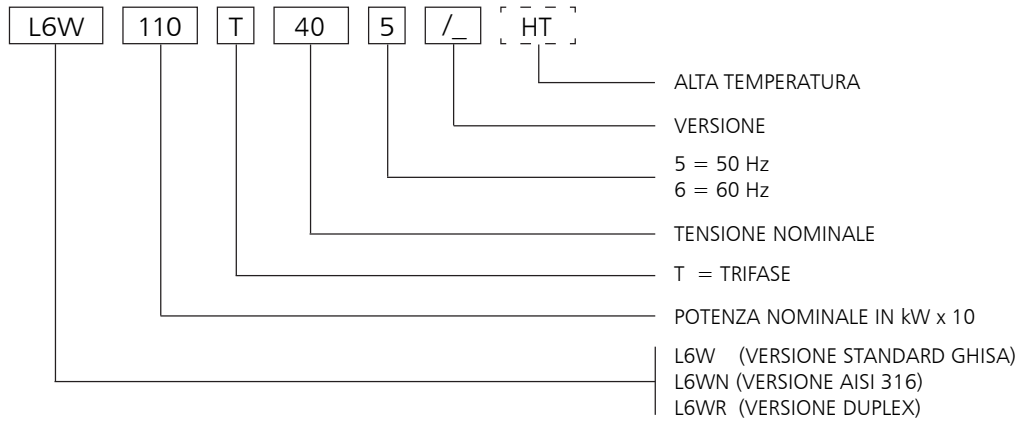 L6W 110 T 40 5 /_ HT
ALTA TEMPERATURA
VERSIONE
5 = 50 Hz
6 = 60 Hz
TENSIONE NOMINALE
T = TRIFASE
POTENZA NOMINALE IN kW x 10
L6W (VERSIONE STANDARD GHISA)
L6WN (VERSIONE AISI 316)
L6WR (VERSIONE DUPLEX)